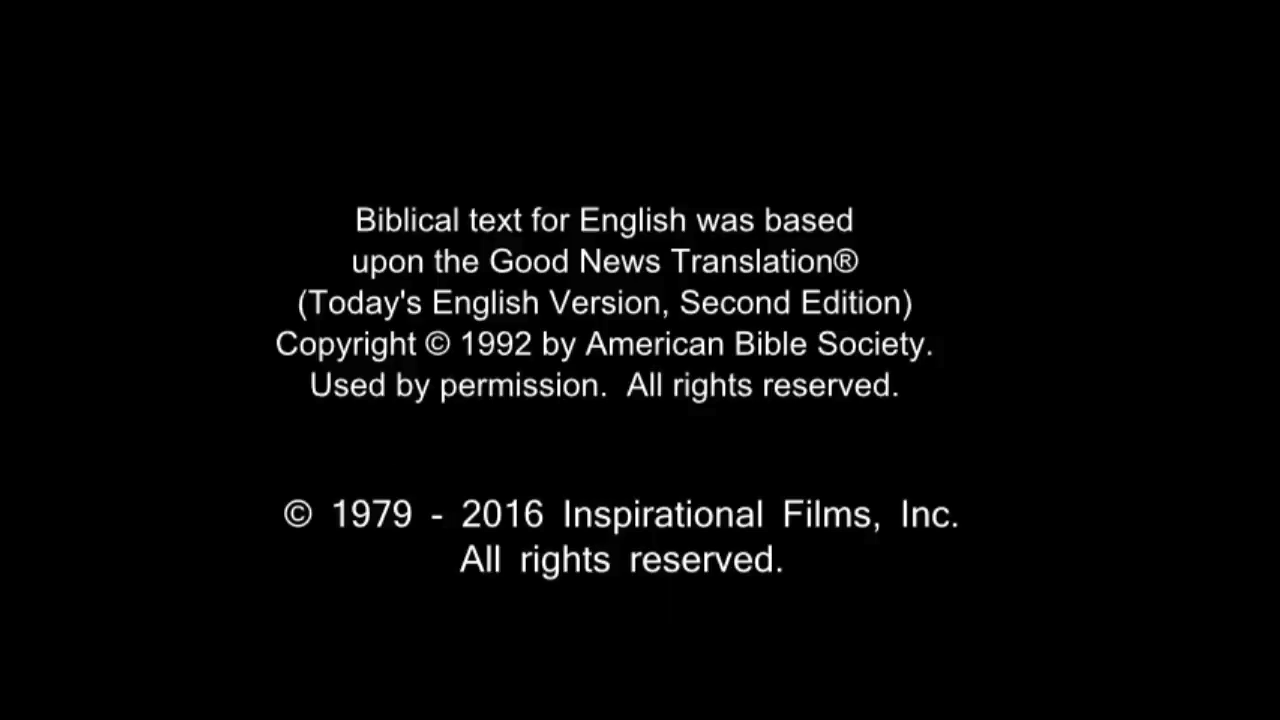 Biblical text for English was based
upon the Good News Translation®
(Today's English Version, Second Edition)
Copyright © 1992 by American Bible Society.
Used by permission.  All rights reserved.
© 1979 - 2016 Inspirational Films, Inc.
All rights reserved.